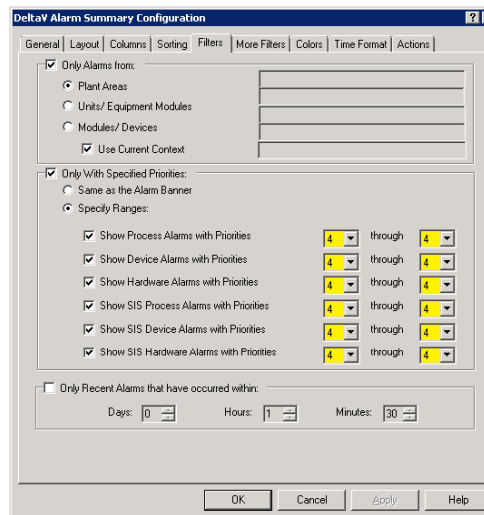 DeltaV Alarm Summary Configuration ?
General Layout Columns Sorting Filters More Filters Colors Time Format Actions
Only Alarms from:
Plant Areas
Units/ Equipment Modules
Modules/ Devices
Use Current Context
Only With Specified Priorities:
Same as the Alarm Banner
Specify Ranges:
Show Process Alarms with Priorities 4 through 4
Show Device Alarms with Priorities 4 through 4
Show Hardware Alarms with Priorities 4 through 4
Show SIS Process Alarms with Priorities 4 through 4
Show SIS Device Alarms with Priorities 4 through 4
Show SIS Hardware Alarms with Priorities 4 through 4
Only Recent Alarms that have occurred within:
Days: 0 Hours: 1 Minutes: 30
OK Cancel Apply Help